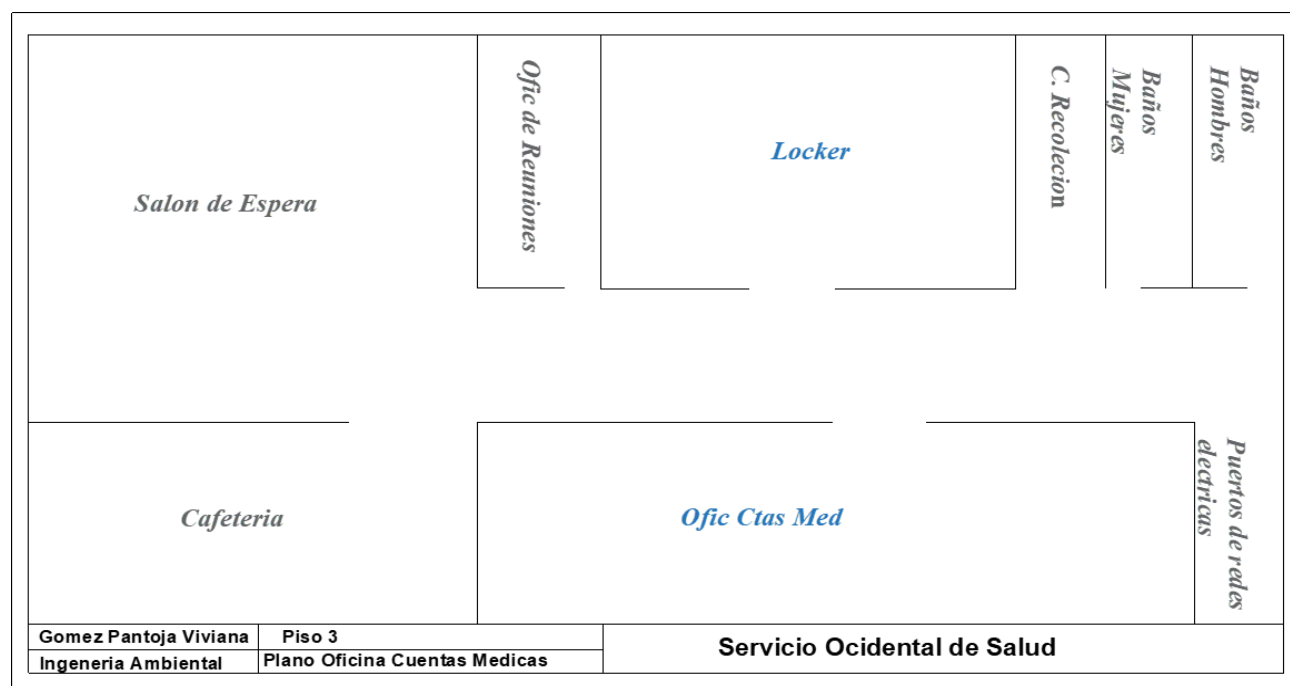 Salon de Espera
Ofic de Reuniones
Locker
C. Recolecion
Baños
Mujeres
Baños
Hombres
Cafeteria
Ofic Ctas Med
Puertos de redes
electricas
Gomez Pantoja Viviana
Piso 3
Ingeneria Ambiental
Plano Oficina Cuentas Medicas
Servicio Ocidental de Salud